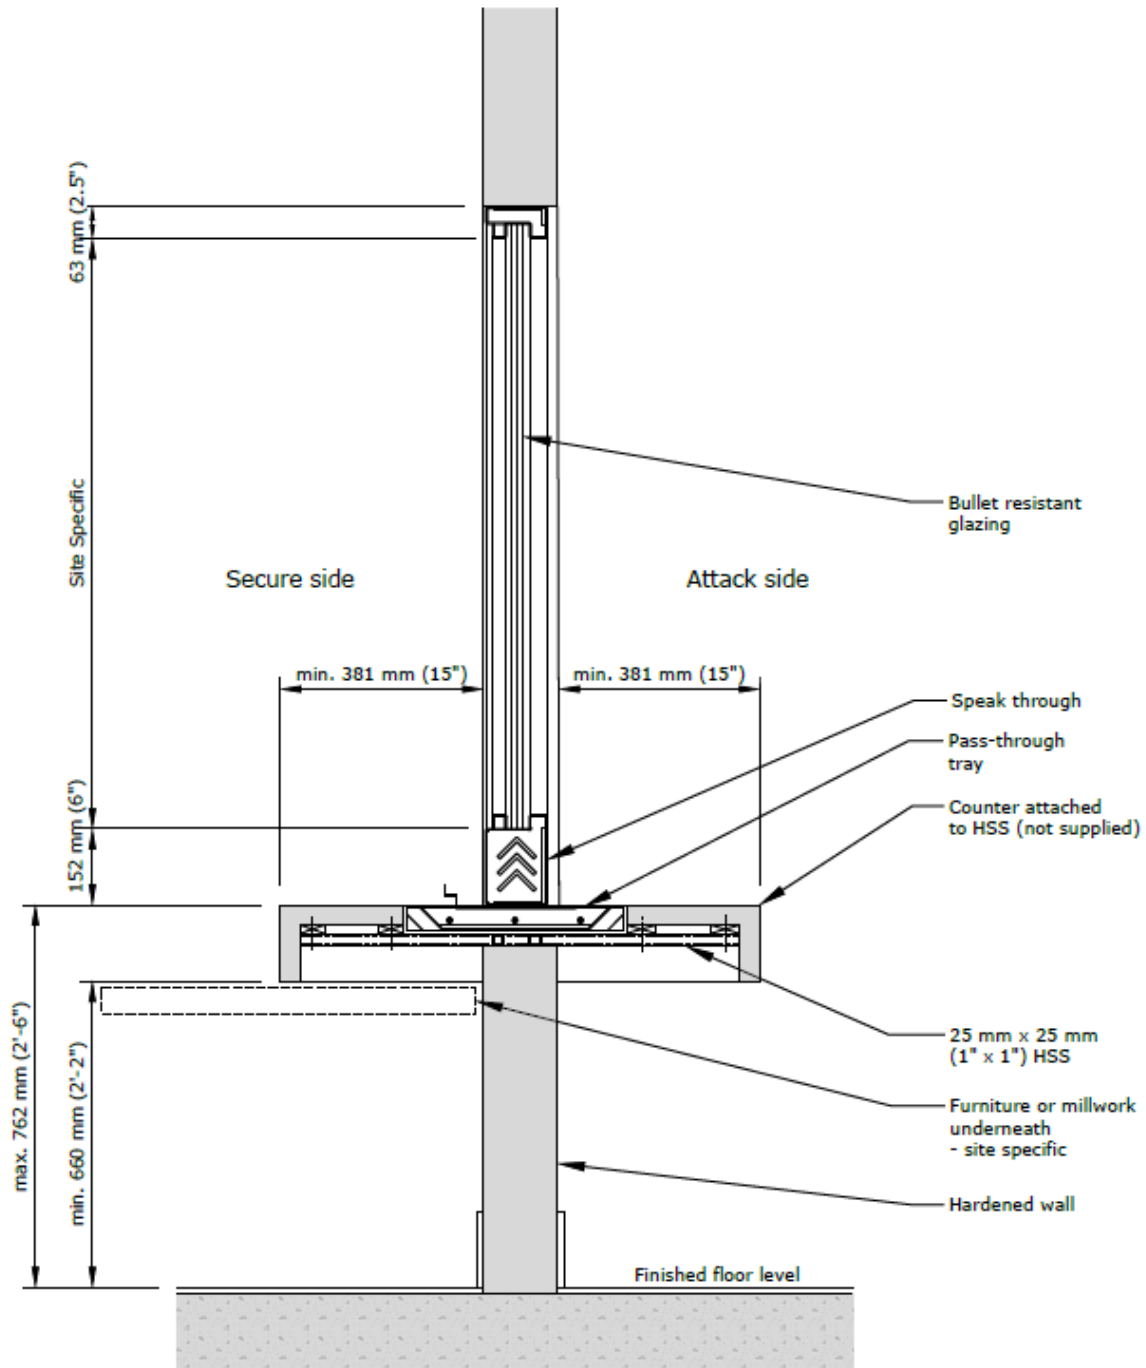 63 mm (2.5")
Site Specific
Bullet resistant
glazing
Secure side
Attack side
min. 381 mm (15")
min. 381 mm (15")
Speak through
Pass-through
tray
152 mm (6")
Counter attached
to HSS (not supplied)
max. 762 mm (2'-6")
min. 660 mm (2'-2")
25 mm x 25 mm
(1" x 1") HSS
Furniture or millwork
underneath
- site specific
Hardened wall
Finished floor level